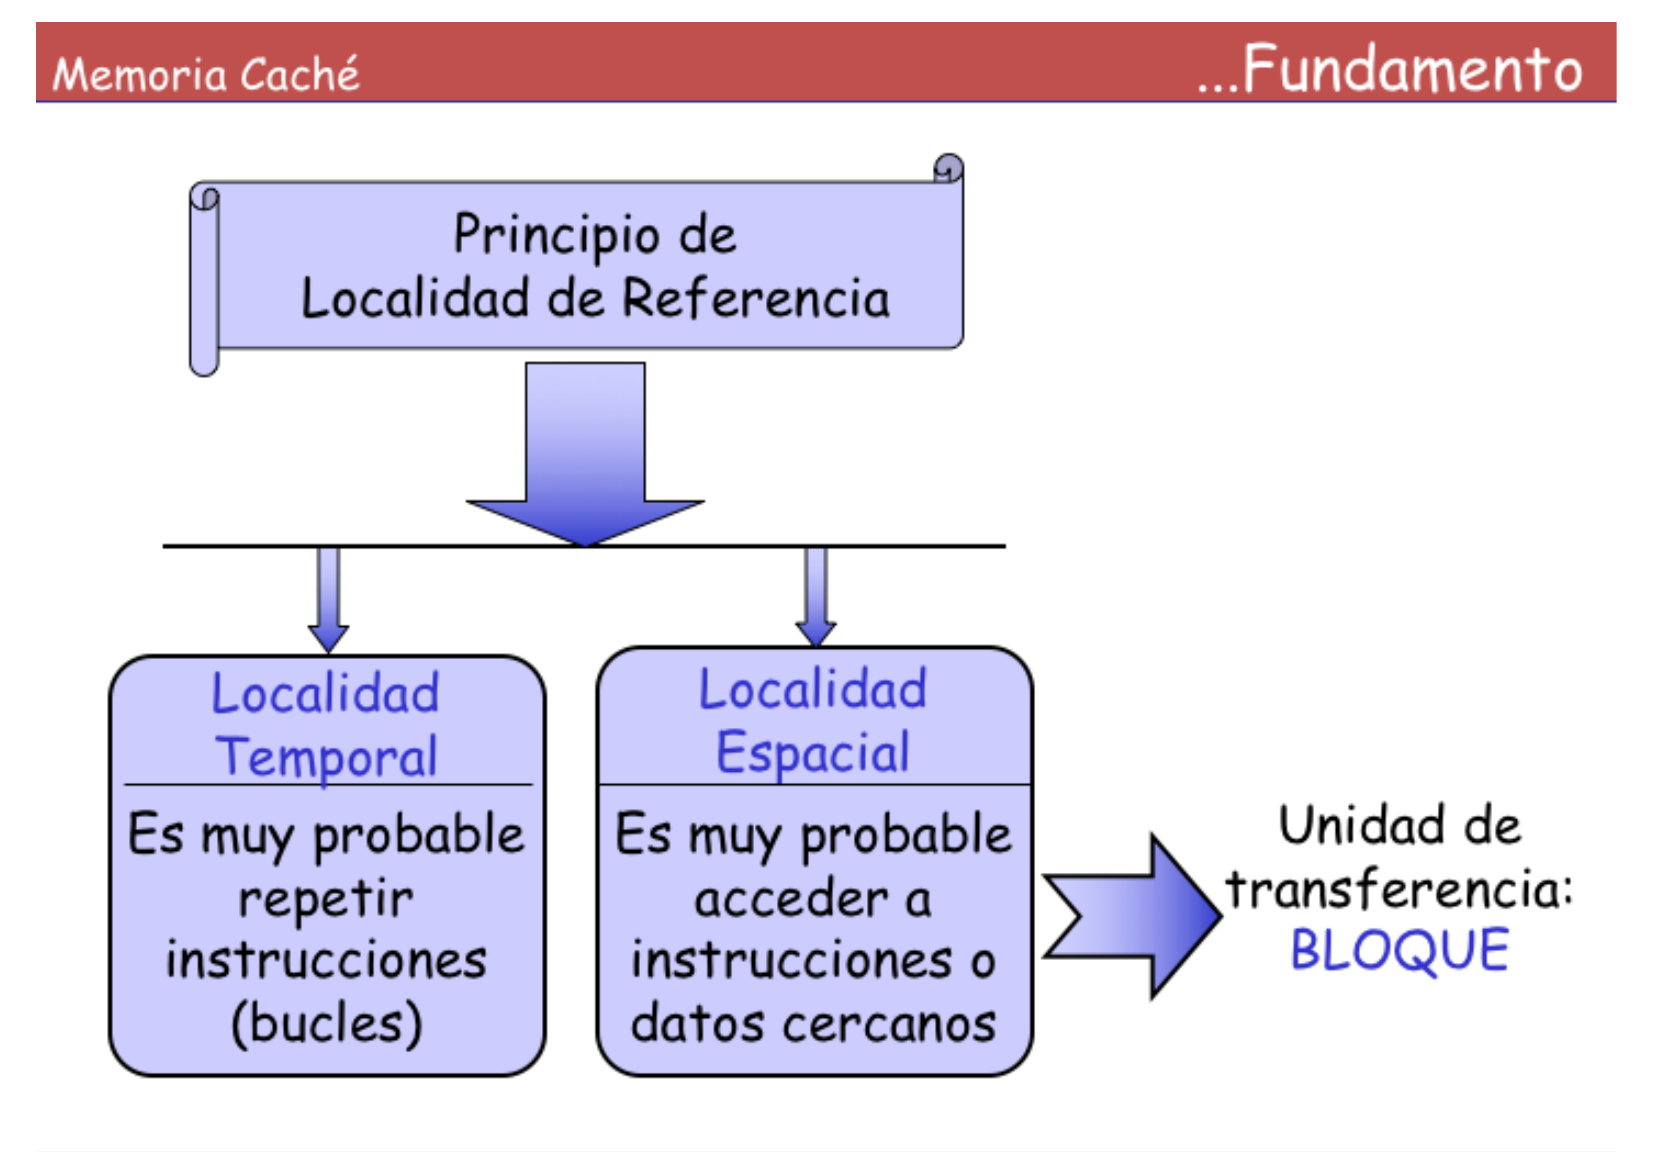 Memoria Caché
...Fundamento
Principio de
Localidad de Referencia
Localidad
Temporal
Es muy probable
repetir
instrucciones
(bucles)
Localidad
Espacial
Es muy probable
acceder a
instrucciones o
datos cercanos
Unidad de
transferencia:
BLOQUE